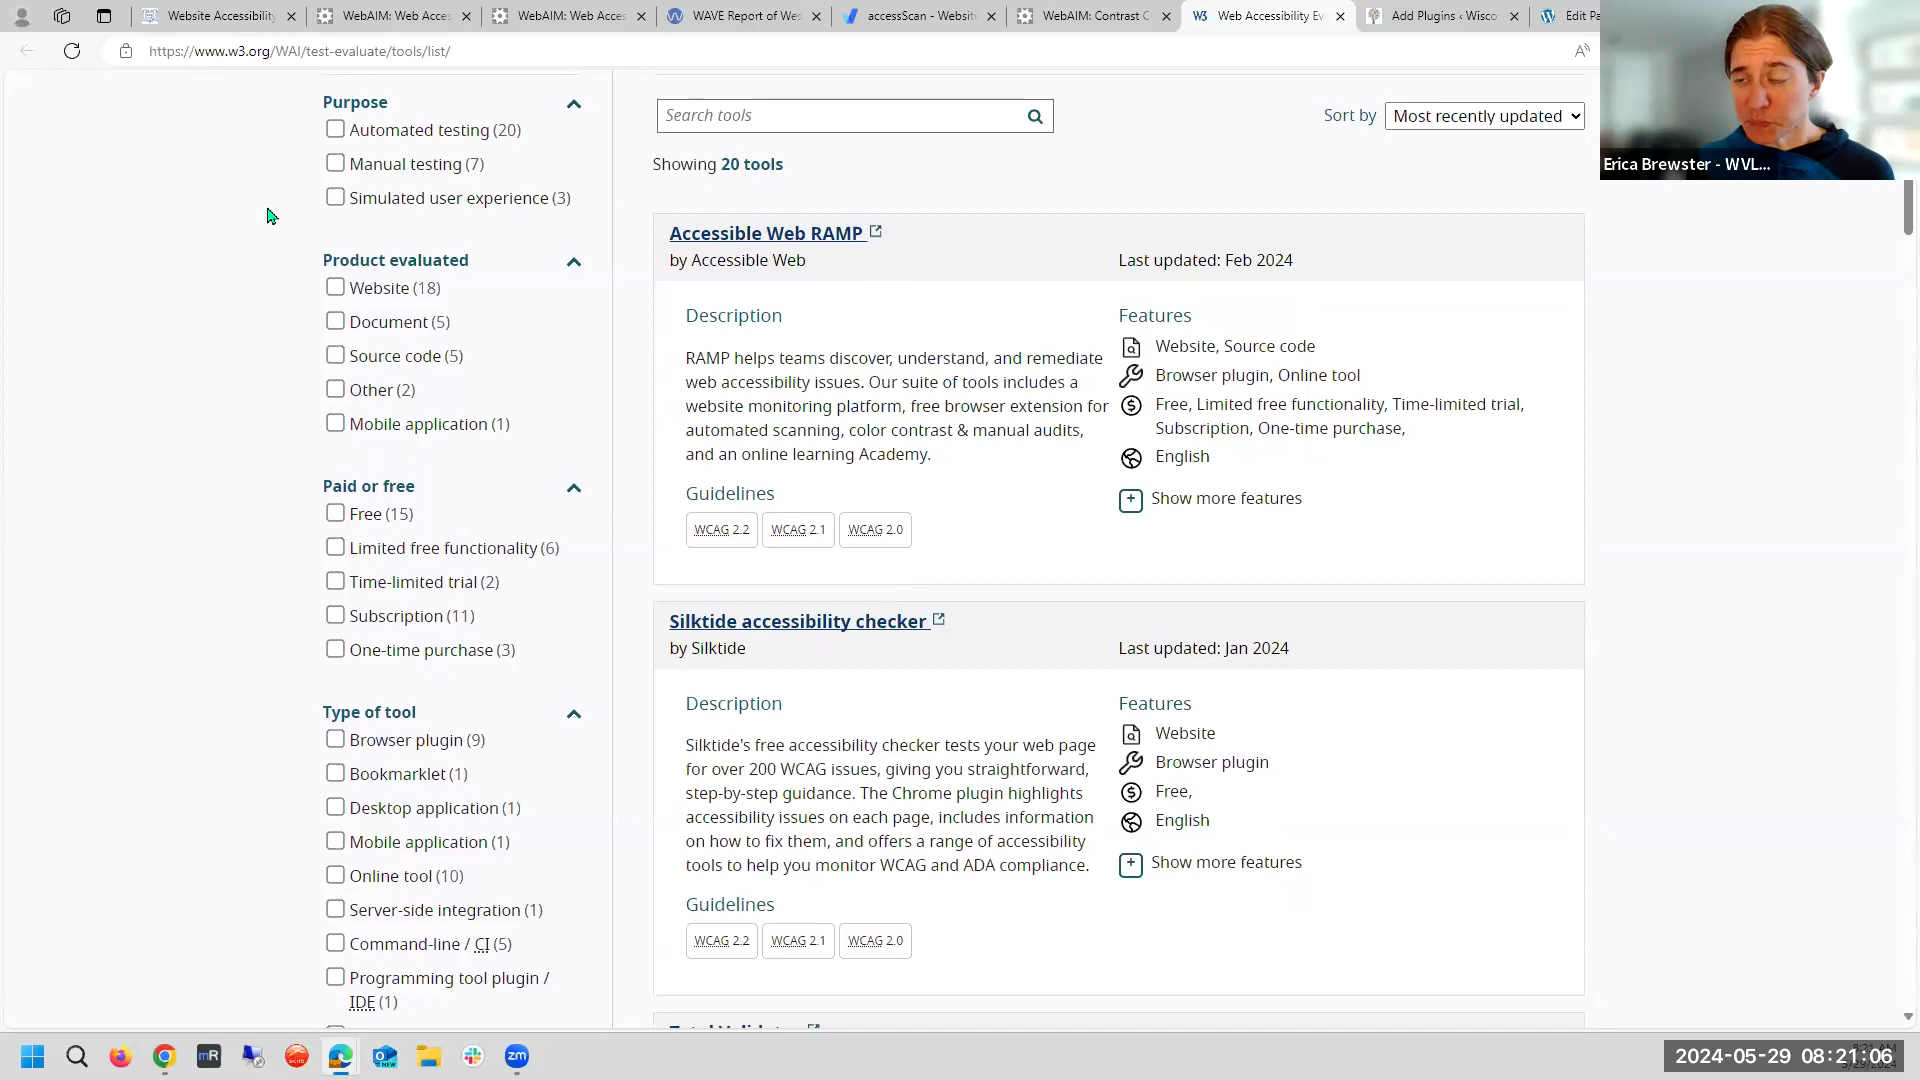 Website Accessibility
WebAIM: Web Acces
WebAIM: Web Acces
WAVE Report of Wes
accessScan - Website
WebAIM: Contrast C
Web Accessibility Ev
Add Plugins ‹ Wisco
Edit Pa
https://www.w3.org/WAI/test-evaluate/tools/list/
Erica Brewster - WVL...
Purpose
Automated testing (20)
Manual testing (7)
Simulated user experience (3)
Product evaluated
Website (18)
Document (5)
Source code (5)
Other (2)
Mobile application (1)
Paid or free
Free (15)
Limited free functionality (6)
Time-limited trial (2)
Subscription (11)
One-time purchase (3)
Type of tool
Browser plugin (9)
Bookmarklet (1)
Desktop application (1)
Mobile application (1)
Online tool (10)
Server-side integration (1)
Command-line / CI (5)
Programming tool plugin /
IDE (1)
Search tools
Sort by Most recently updated
Showing 20 tools
Accessible Web RAMP
by Accessible Web
Last updated: Feb 2024
Description
RAMP helps teams discover, understand, and remediate
web accessibility issues. Our suite of tools includes a
website monitoring platform, free browser extension for
automated scanning, color contrast & manual audits,
and an online learning Academy.
Guidelines
WCAG 2.2 WCAG 2.1 WCAG 2.0
Features
Website, Source code
Browser plugin, Online tool
Free, Limited free functionality, Time-limited trial,
Subscription, One-time purchase,
English
Show more features
Silktide accessibility checker
by Silktide
Last updated: Jan 2024
Description
Silktide's free accessibility checker tests your web page
for over 200 WCAG issues, giving you straightforward,
step-by-step guidance. The Chrome plugin highlights
accessibility issues on each page, includes information
on how to fix them, and offers a range of accessibility
tools to help you monitor WCAG and ADA compliance.
Guidelines
WCAG 2.2 WCAG 2.1 WCAG 2.0
Features
Website
Browser plugin
Free,
English
Show more features
mR
zm
2024-05-29 08:21:06